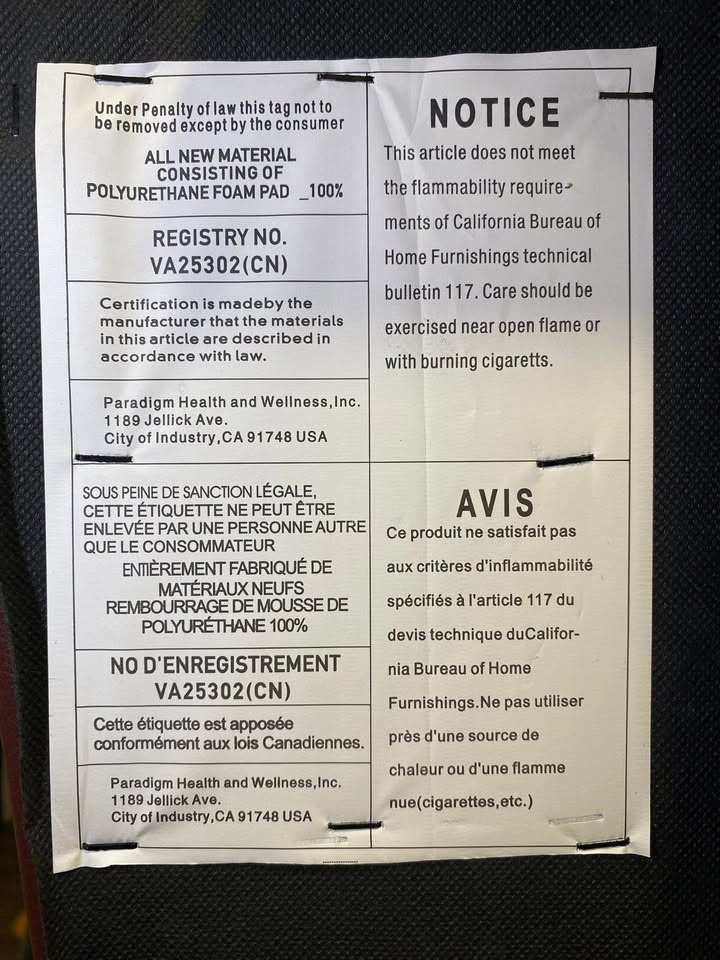 Under Penalty of law this tag not to
be removed except by the consumer
ALL NEW MATERIAL
CONSISTING OF
POLYURETHANE FOAM PAD _100%
REGISTRY NO.
VA25302(CN)
Certification is madeby the
manufacturer that the materials
in this article are described in
accordance with law.
Paradigm Health and Wellness,Inc.
1189 Jellick Ave.
City of Industry,CA 91748 USA
NOTICE
This article does not meet
the flammability require-
ments of California Bureau of
Home Furnishings technical
bulletin 117. Care should be
exercised near open flame or
with burning cigaretts.
SOUS PEINE DE SANCTION LÉGALE,
CETTE ÉTIQUETTE NE PEUT ÊTRE
ENLEVÉE PAR UNE PERSONNE AUTRE
QUE LE CONSOMMATEUR
ENTIÈREMENT FABRIQUÉ DE
MATÉRIAUX NEUFS
REMBOURRAGE DE MOUSSE DE
POLYURÉTHANE 100%
NO D'ENREGISTREMENT
VA25302(CN)
Cette étiquette est apposée
conformément aux lois Canadiennes.
Paradigm Health and Wellness,Inc.
1189 Jellick Ave.
City of Industry,CA 91748 USA
AVIS
Ce produit ne satisfait pas
aux critères d'inflammabilité
spécifiés à l'article 117 du
devis technique duCalifor-
nia Bureau of Home
Furnishings.Ne pas utiliser
près d'une source de
chaleur ou d'une flamme
nue(cigarettes,etc.)